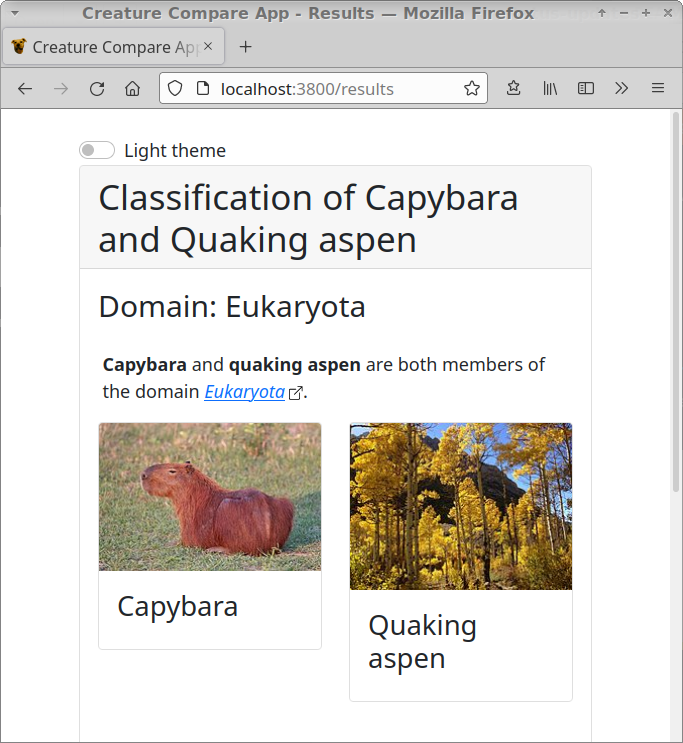 Creature Compare App - Results — Mozilla Firefox
Creature Compare Ap
localhost:3800/results
Light theme
Classification of Capybara
and Quaking aspen
Domain: Eukaryota
Capybara and quaking aspen are both members of
the domain Eukaryota.
Capybara
Quaking
aspen